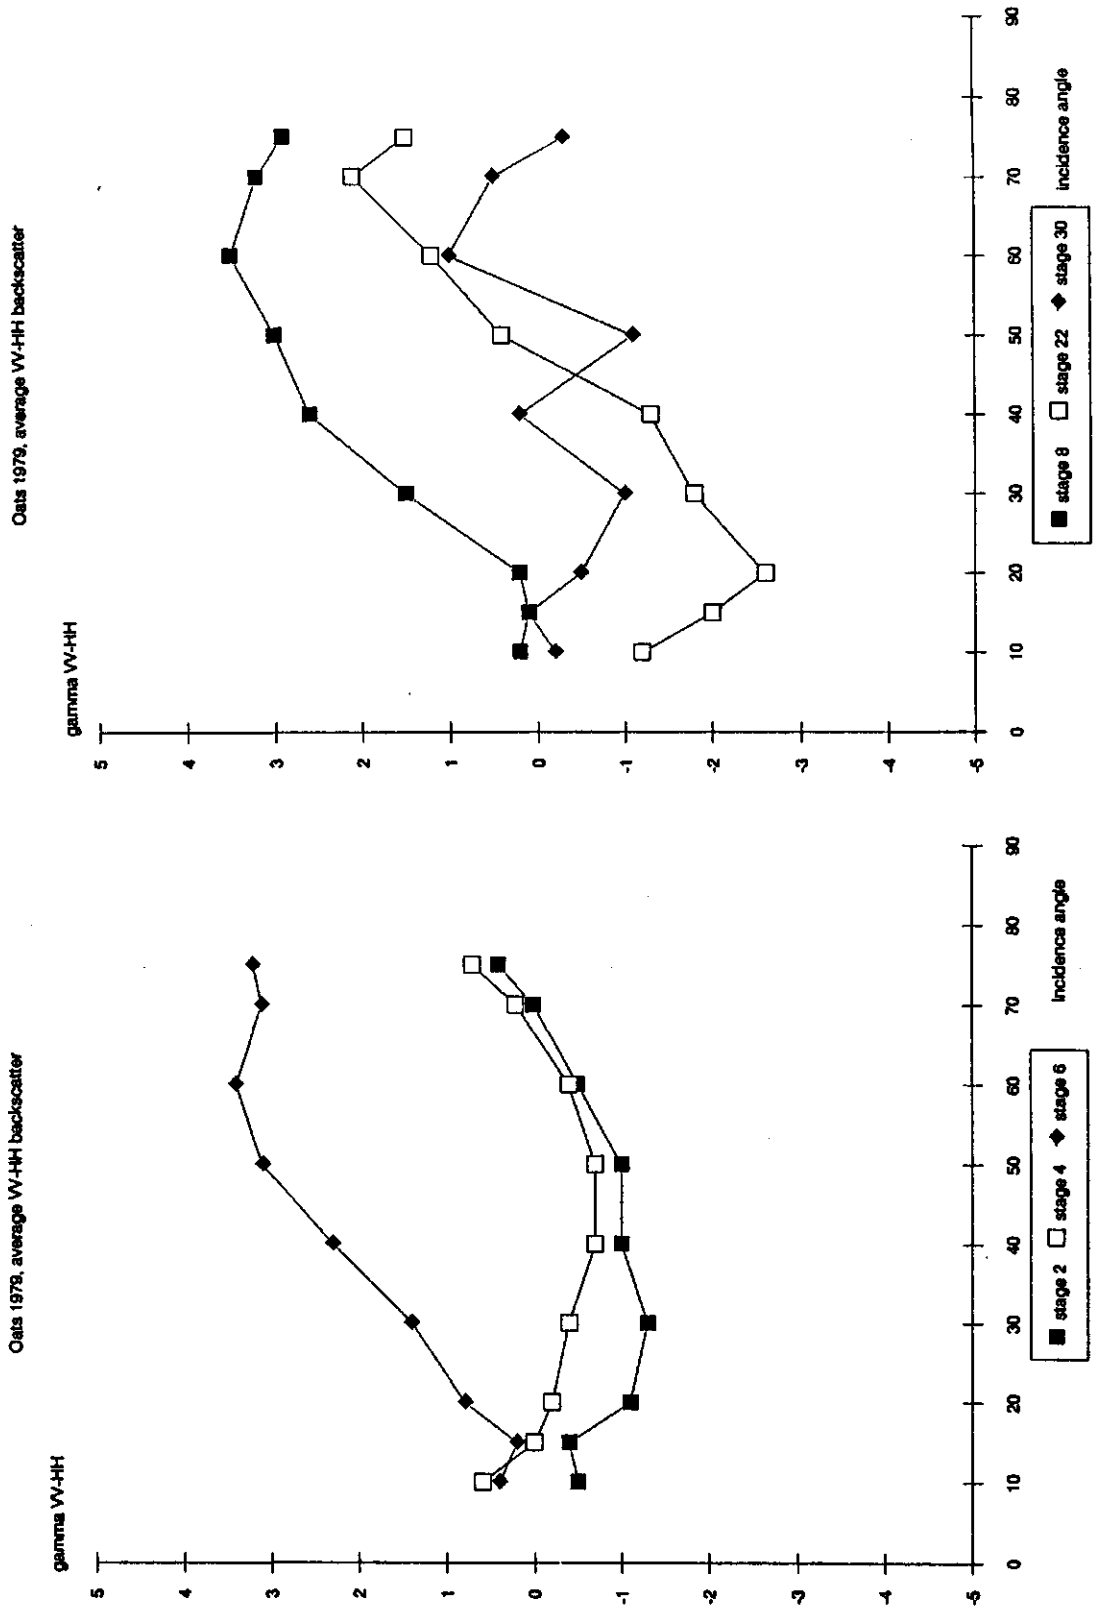 Oats 1979, average VV-HH backscatter
gamma VV-HH
5
4
3
2
1
0
-1
-2
-3
-4
-5
0 10 20 30 40 50 60 70 80 90
incidence angle
stage 2 stage 4 stage 6
Oats 1979, average VV-HH backscatter
gamma VV-HH
5
4
3
2
1
0
-1
-2
-3
-4
-5
0 10 20 30 40 50 60 70 80 90
incidence angle
stage 8 stage 22 stage 30